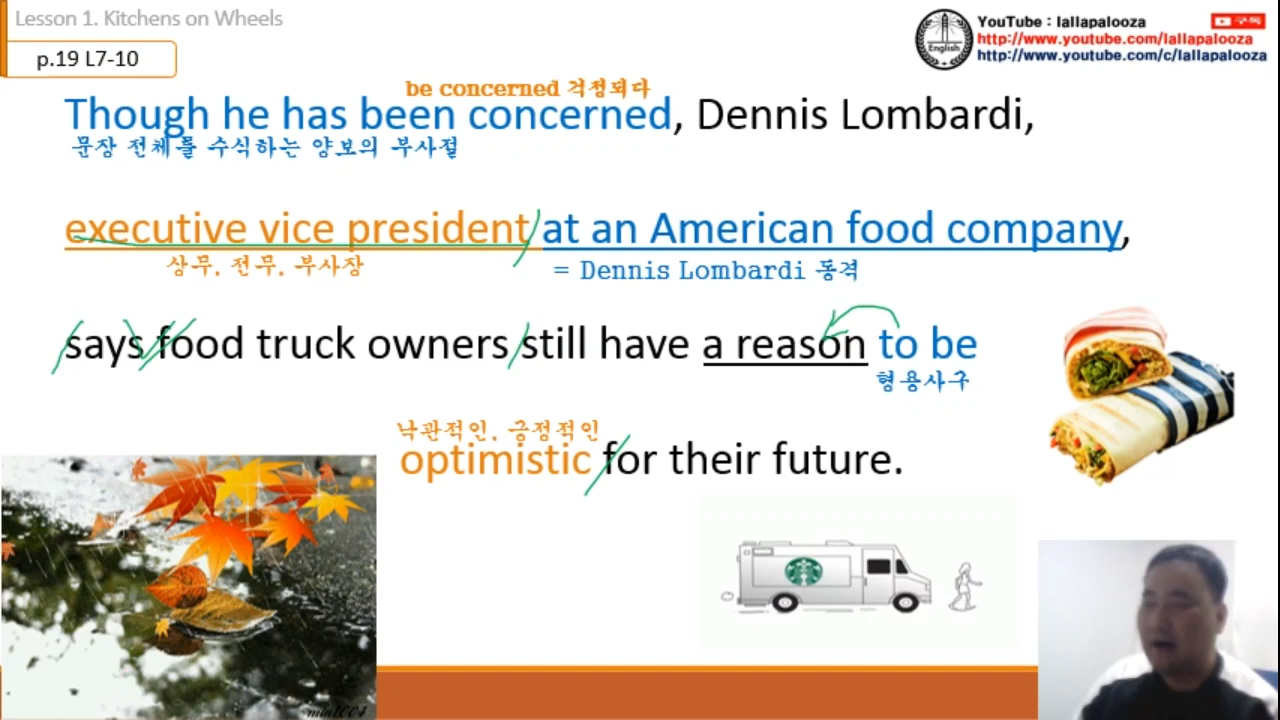 Lesson 1. Kitchens on Wheels
YouTube : lallapalooza
구독
http://www.youtube.com/lallapalooza
English
http://www.youtube.com/c/lallapalooza
p.19 L7-10
be concerned 걱정되다
Though he has been concerned, Dennis Lombardi,
문장 전체를 수식하는 양보의 부사절
executive vice president at an American food company,
상무, 전무, 부사장
= Dennis Lombardi 동격
says food truck owners still have a reason to be
형용사구
낙관적인, 긍정적인
optimistic for their future.
min1004